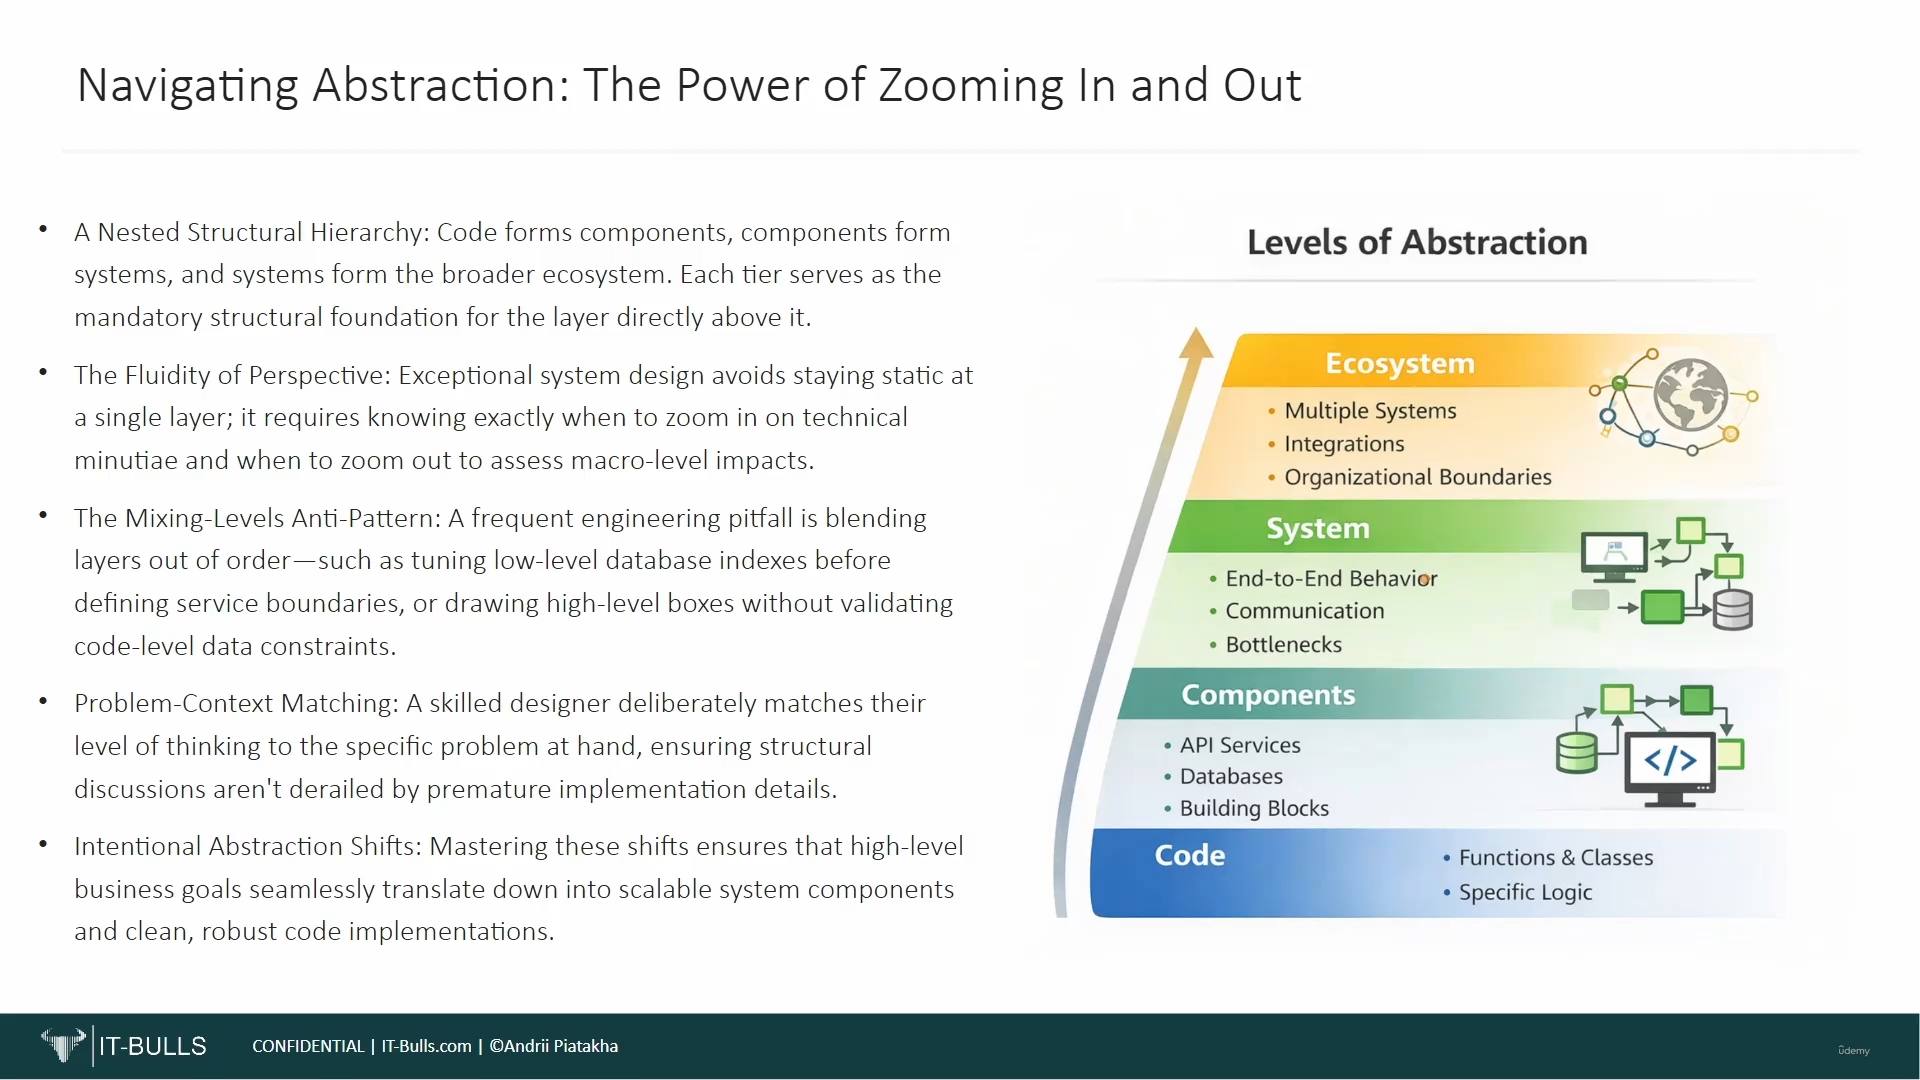 Navigating Abstraction: The Power of Zooming In and Out
• A Nested Structural Hierarchy: Code forms components, components form
systems, and systems form the broader ecosystem. Each tier serves as the
mandatory structural foundation for the layer directly above it.
• The Fluidity of Perspective: Exceptional system design avoids staying static at
a single layer; it requires knowing exactly when to zoom in on technical
minutiae and when to zoom out to assess macro-level impacts.
• The Mixing-Levels Anti-Pattern: A frequent engineering pitfall is blending
layers out of order—such as tuning low-level database indexes before
defining service boundaries, or drawing high-level boxes without validating
code-level data constraints.
• Problem-Context Matching: A skilled designer deliberately matches their
level of thinking to the specific problem at hand, ensuring structural
discussions aren't derailed by premature implementation details.
• Intentional Abstraction Shifts: Mastering these shifts ensures that high-level
business goals seamlessly translate down into scalable system components
and clean, robust code implementations.
Levels of Abstraction
Ecosystem
• Multiple Systems
• Integrations
• Organizational Boundaries
System
• End-to-End Behavior
• Communication
• Bottlenecks
Components
• API Services
• Databases
• Building Blocks
</>
Code
• Functions & Classes
• Specific Logic
IT-BULLS
CONFIDENTIAL | IT-Bulls.com | ©Andrii Piatakha
udemy